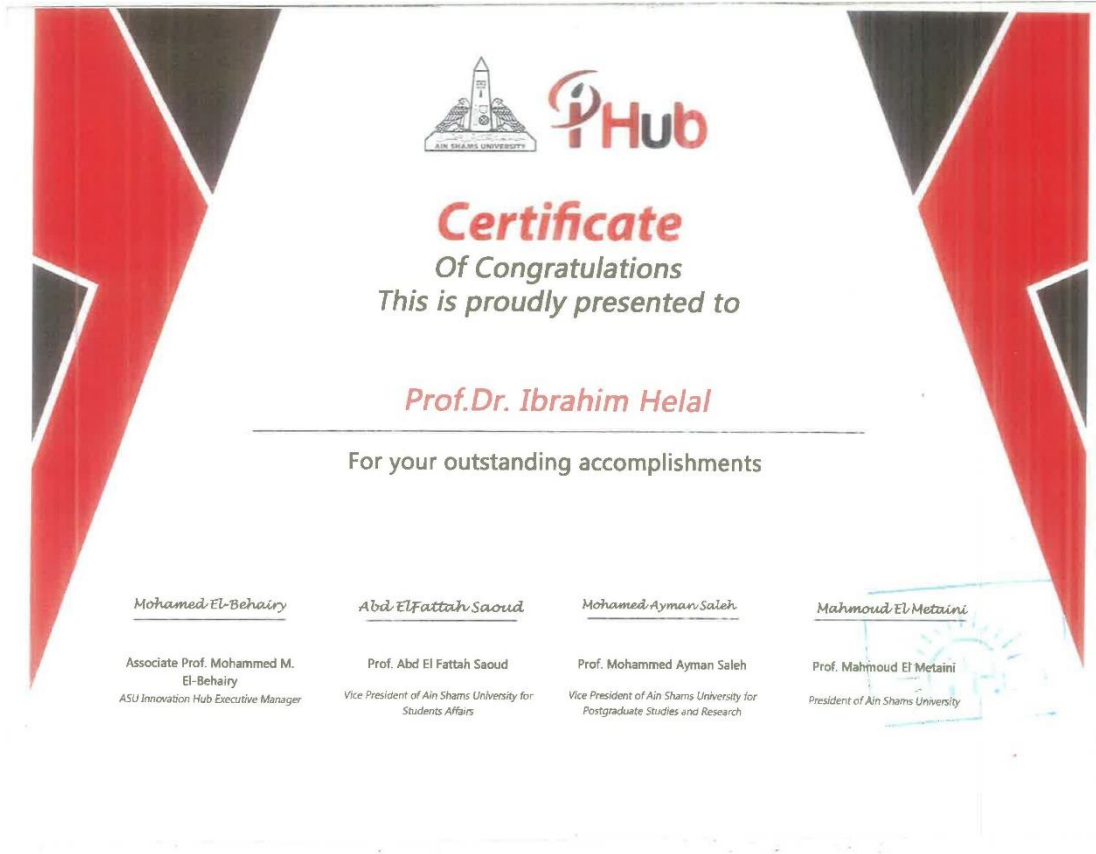 AIN SHAMS UNIVERSITY
iHub
Certificate
Of Congratulations
This is proudly presented to
Prof.Dr. Ibrahim Helal
For your outstanding accomplishments
Mohamed El-Behairy
Associate Prof. Mohammed M.
El-Behairy
ASU Innovation Hub Executive Manager
Abd ElFattah Saoud
Prof. Abd El Fattah Saoud
Vice President of Ain Shams University for
Students Affairs
Mohamed Ayman Saleh
Prof. Mohammed Ayman Saleh
Vice President of Ain Shams University for
Postgraduate Studies and Research
Mahmoud El Metaini
Prof. Mahmoud El Metaini
President of Ain Shams University